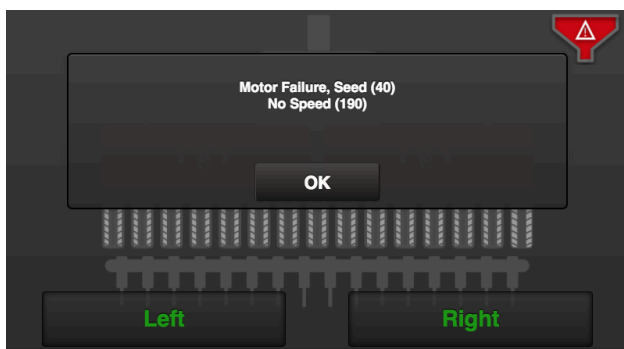 Motor Failure, Seed (40)
No Speed (190)
OK
Left
Right